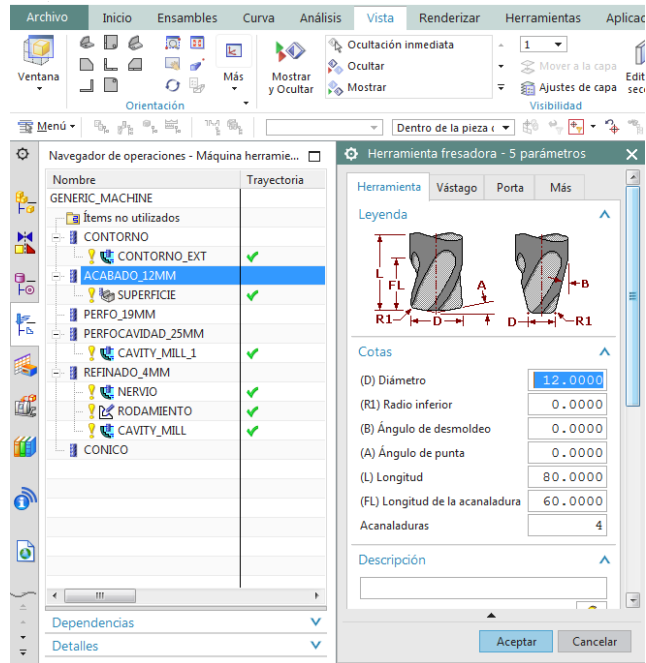 Archivo Inicio Ensambles Curva Análisis Vista Renderizar Herramientas Aplicac
Ventana
Más
Mostrar
y Ocultar
Ocultación inmediata
Ocultar
Mostrar
1
Mover a la capa
Ajustes de capa
Edit
secc
Orientación
Visibilidad
Menú
Dentro de la pieza
Navegador de operaciones - Máquina herramie...
Nombre Trayectoria
GENERIC_MACHINE
Ítems no utilizados
CONTORNO
CONTORNO_EXT
ACABADO_12MM
SUPERFICIE
PERFO_19MM
PERFOCAVIDAD_25MM
CAVITY_MILL_1
REFINADO_4MM
NERVIO
RODAMIENTO
CAVITY_MILL
CONICO
Dependencias
Detalles
Herramienta fresadora - 5 parámetros
Herramienta Vástago Porta Más
Leyenda
L FL R1 D A B D R1
Cotas
(D) Diámetro 12.0000
(R1) Radio inferior 0.0000
(B) Ángulo de desmoldeo 0.0000
(A) Ángulo de punta 0.0000
(L) Longitud 80.0000
(FL) Longitud de la acanaladura 60.0000
Acanaladuras 4
Descripción
Aceptar Cancelar